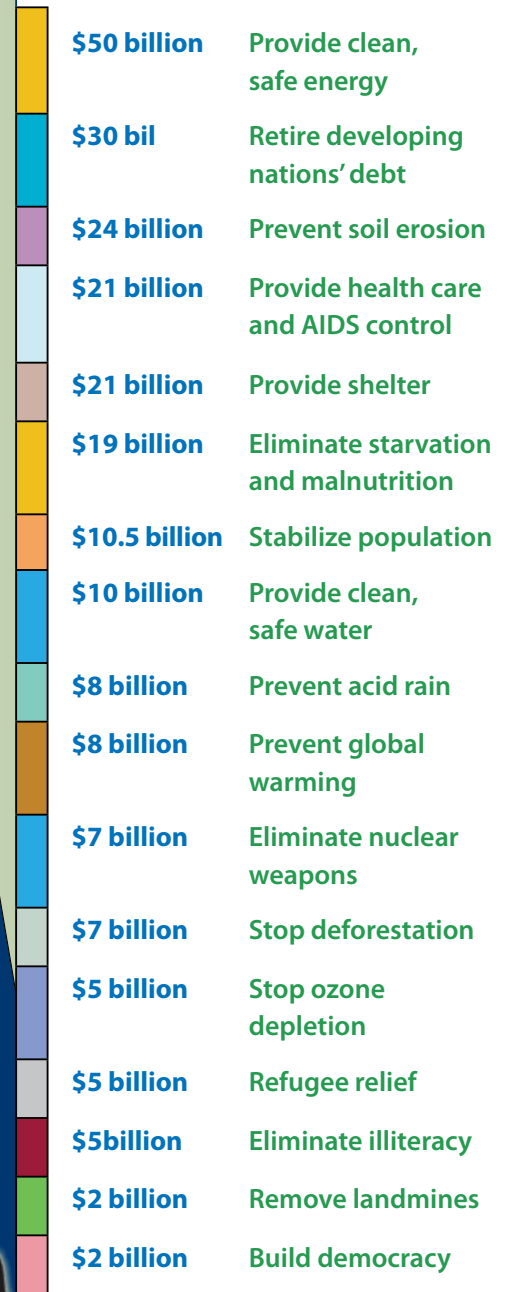 $50 billion Provide clean,
safe energy
$30 bil Retire developing
nations’ debt
$24 billion Prevent soil erosion
$21 billion Provide health care
and AIDS control
$21 billion Provide shelter
$19 billion Eliminate starvation
and malnutrition
$10.5 billion Stabilize population
$10 billion Provide clean,
safe water
$8 billion Prevent acid rain
$8 billion Prevent global
warming
$7 billion Eliminate nuclear
weapons
$7 billion Stop deforestation
$5 billion Stop ozone
depletion
$5 billion Refugee relief
$5billion Eliminate illiteracy
$2 billion Remove landmines
$2 billion Build democracy